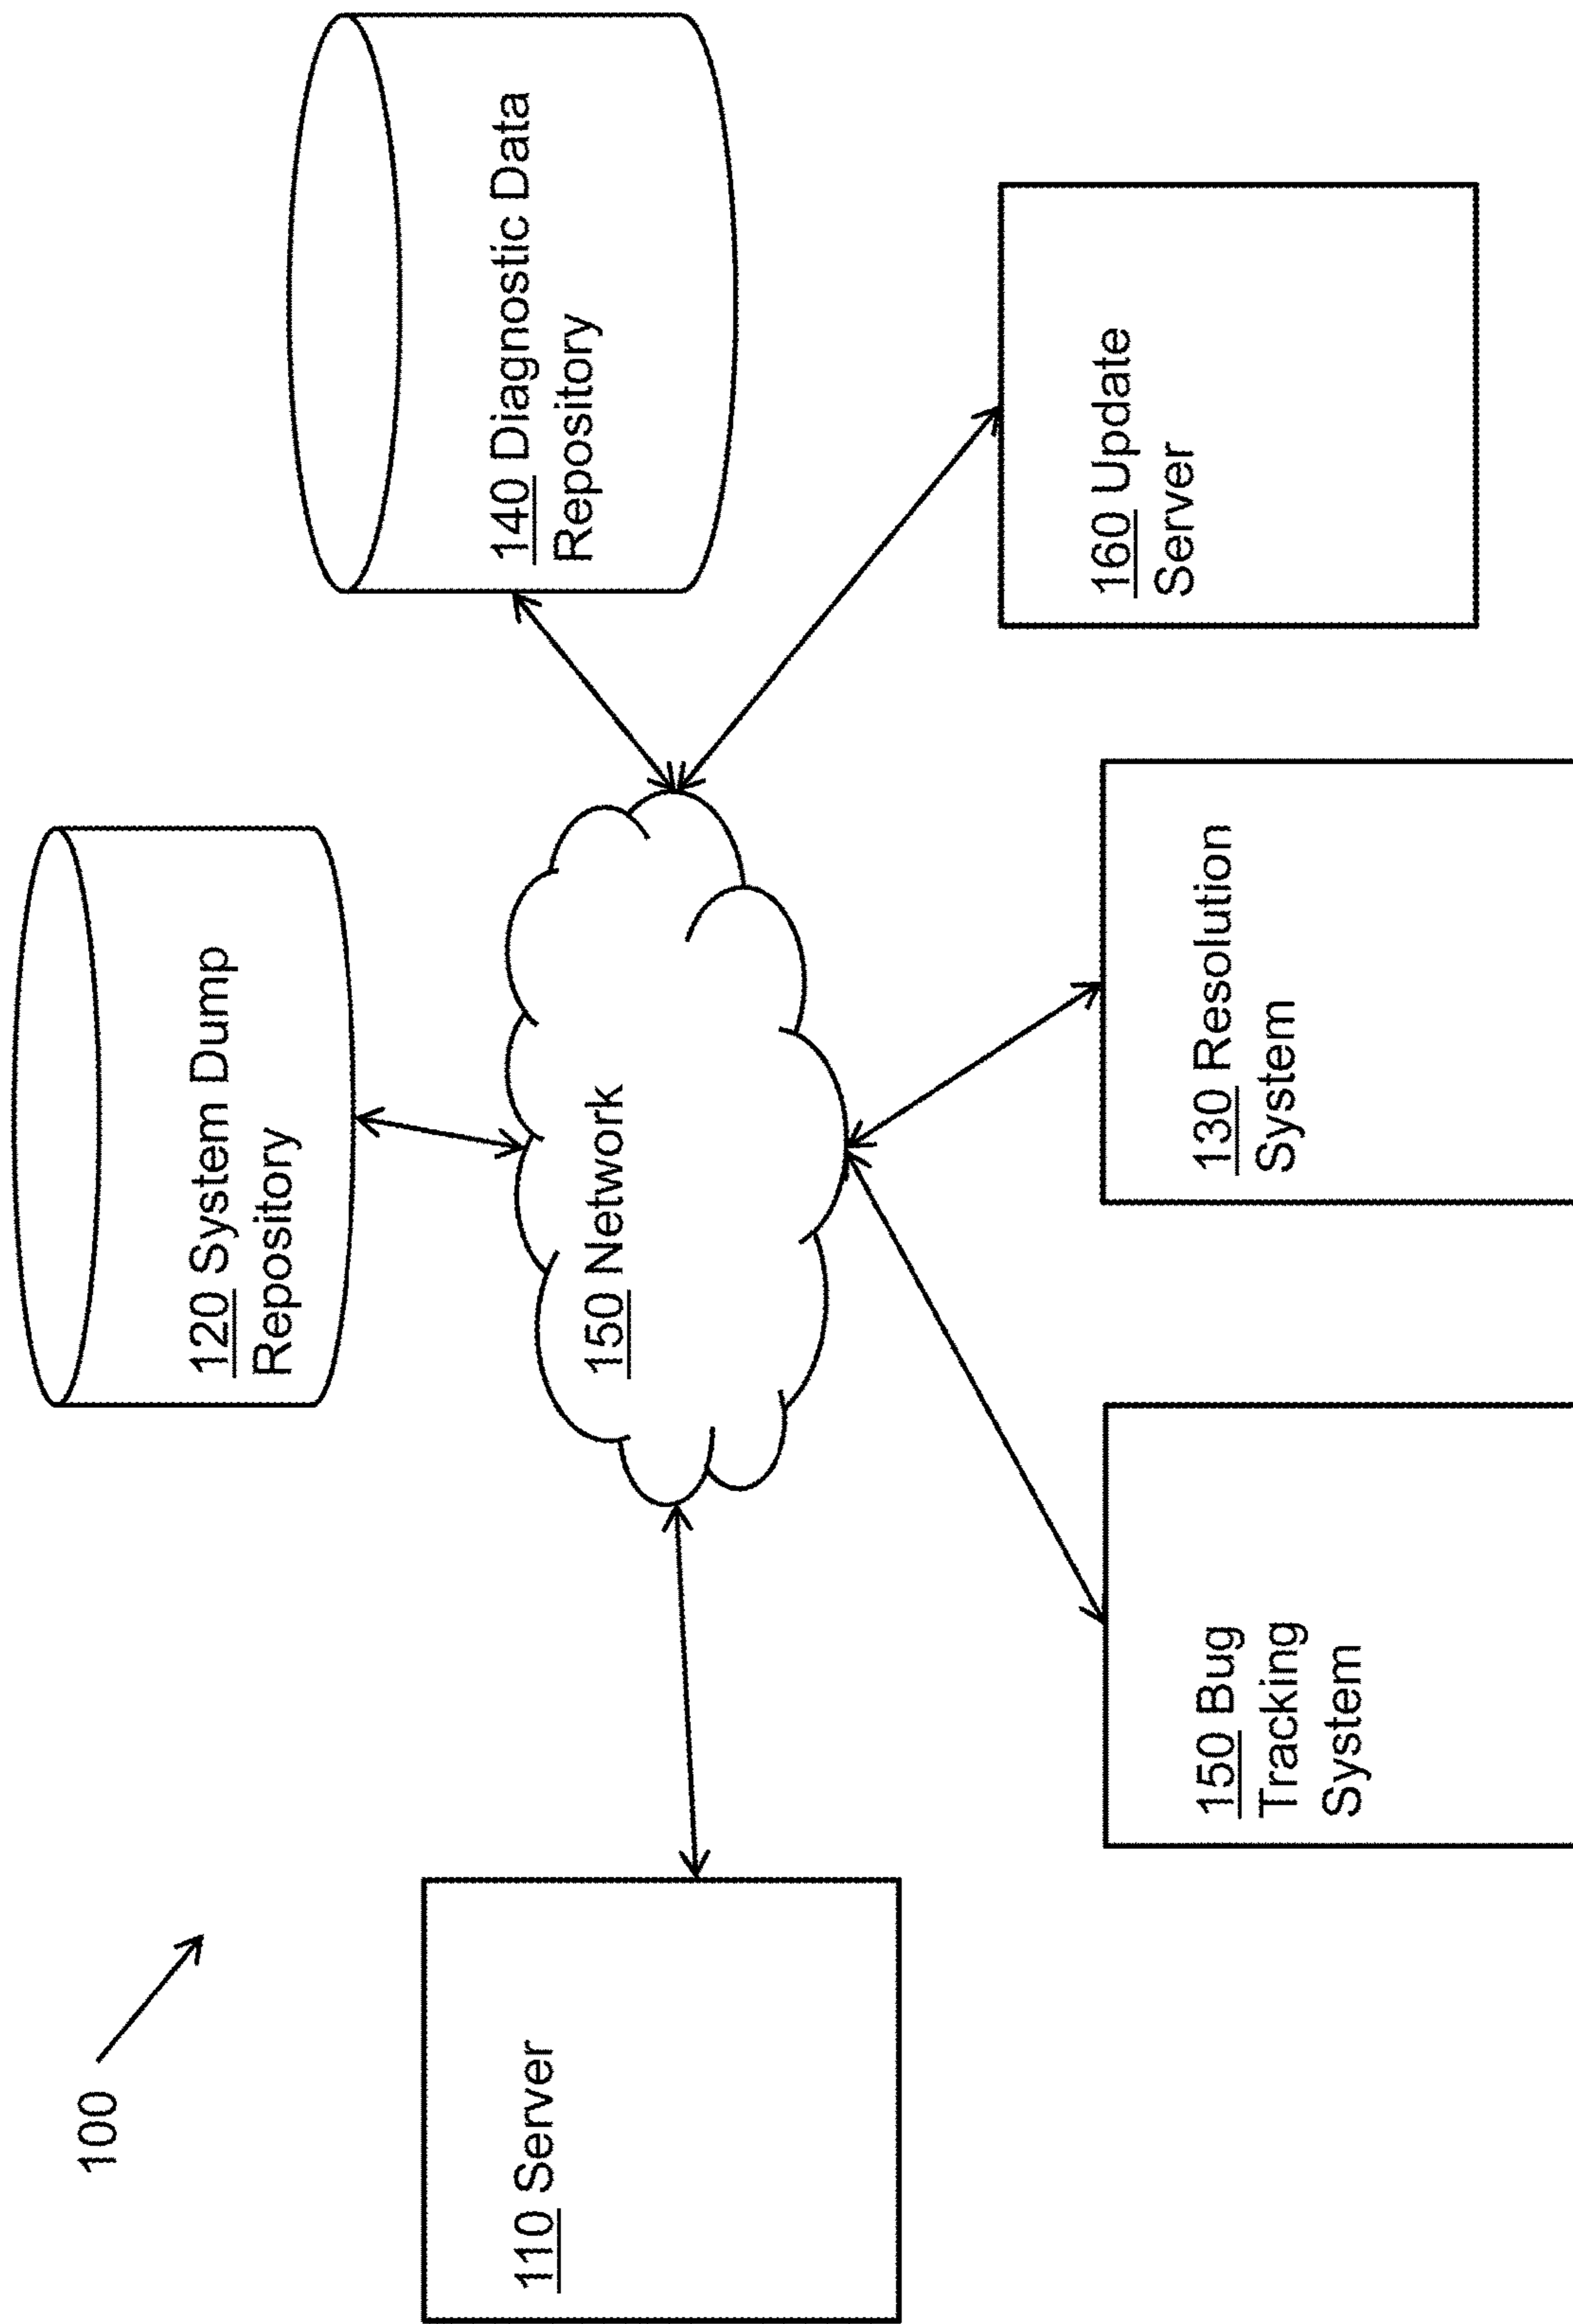 100
120 System Dump
Repository
140 Diagnostic Data
Repository
110 Server
150 Network
160 Update
Server
150 Bug
Tracking
System
130 Resolution
System